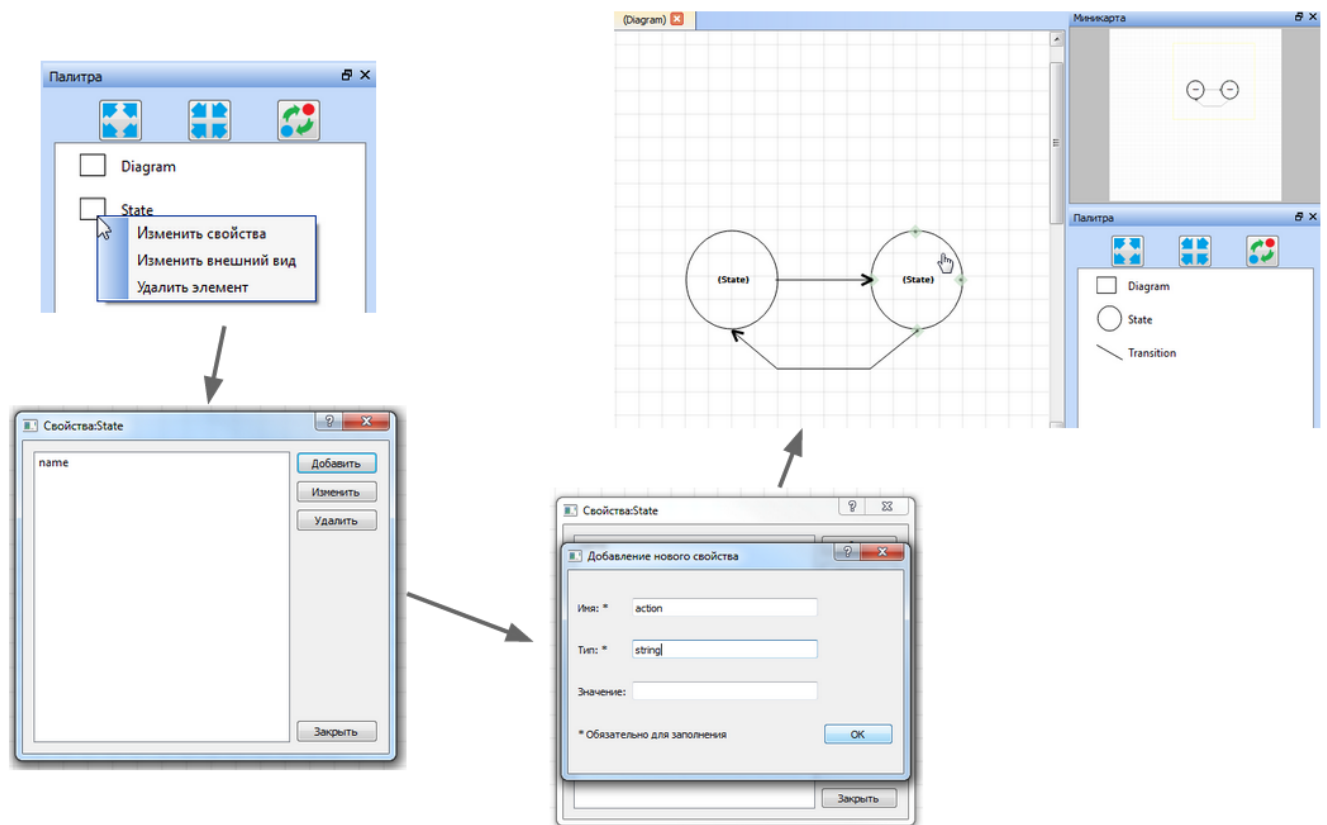 Палитра
Diagram
State
Изменить свойства
Изменить внешний вид
Удалить элемент
Свойства:State
name
Добавить
Изменить
Удалить
Закрыть
Свойства:State
Добавление нового свойства
Имя: *
action
Тип: *
string
Значение:
* Обязательно для заполнения
OK
Закрыть
(Diagram)
(State)
(State)
Миникарта
Палитра
Diagram
State
Transition